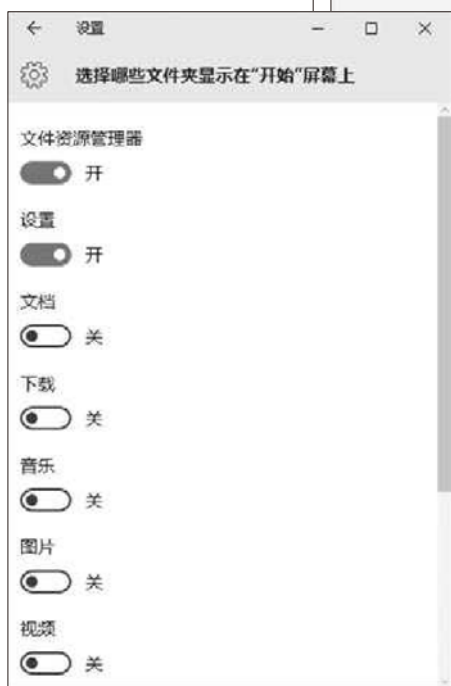 设置
选择哪些文件夹显示在“开始”屏幕上
文件资源管理器
开
设置
开
文档
关
下载
关
音乐
关
图片
关
视频
关